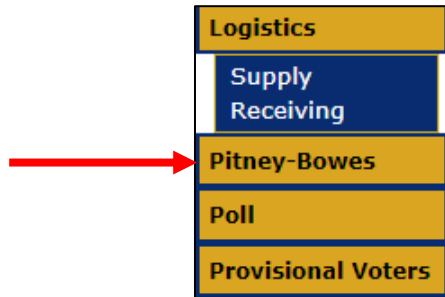 Logistics
Supply
Receiving
Pitney-Bowes
Poll
Provisional Voters